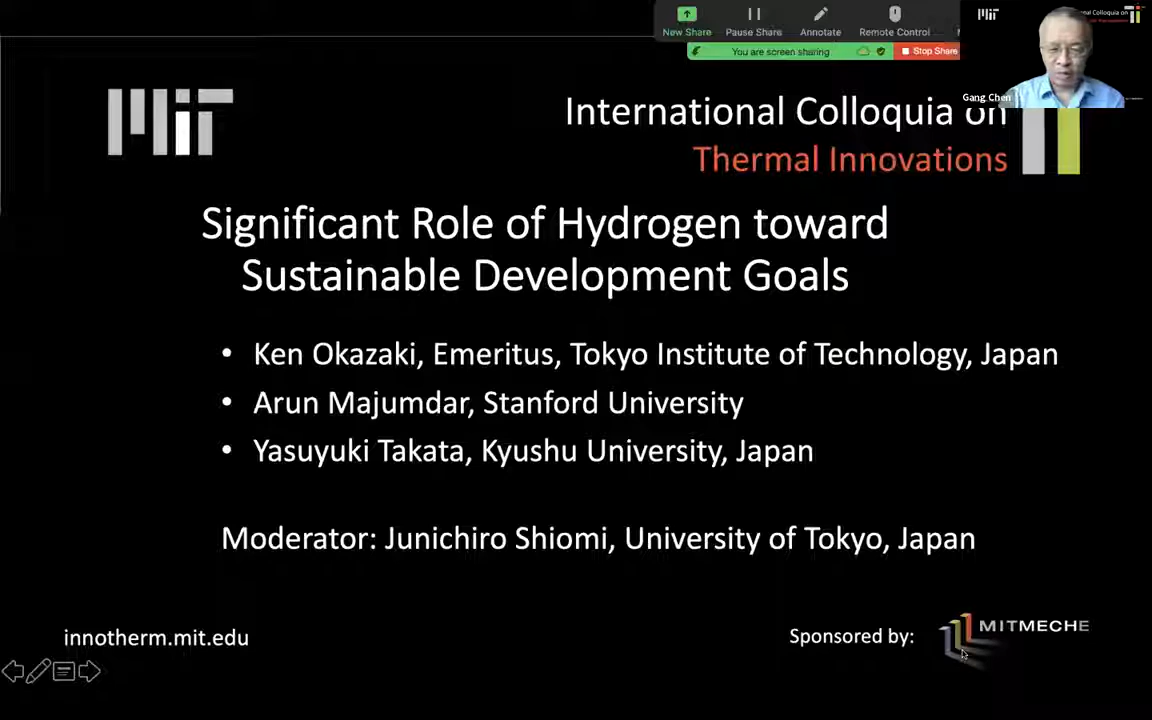 New Share
Pause Share
Annotate
Remote Control
You are screen sharing
Stop Share
Gang Chen
MIT
International Colloquia on
Thermal Innovations
Significant Role of Hydrogen toward
Sustainable Development Goals
• Ken Okazaki, Emeritus, Tokyo Institute of Technology, Japan
• Arun Majumdar, Stanford University
• Yasuyuki Takata, Kyushu University, Japan
Moderator: Junichiro Shiomi, University of Tokyo, Japan
innotherm.mit.edu
Sponsored by:
MITMECHE